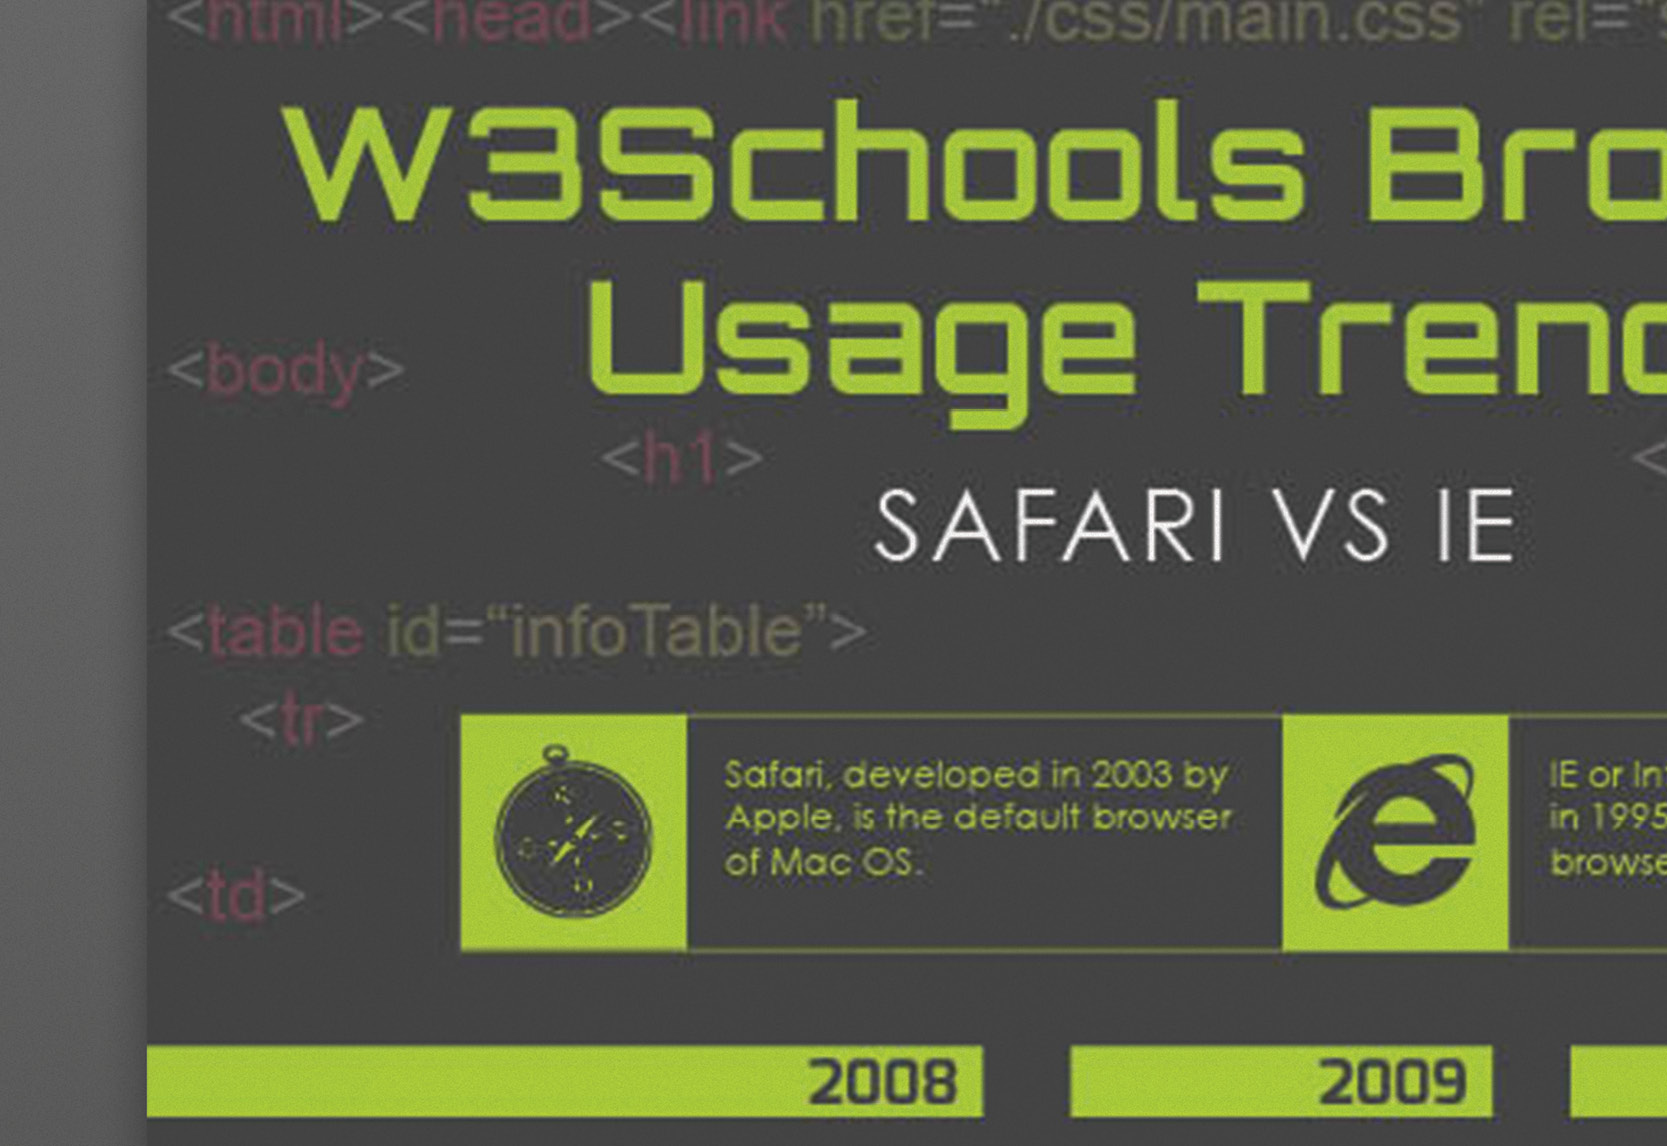 <html><head><link href="./css/main.css" rel="
W3Schools Bro
Usage Trend
<body>
<h1>
SAFARI VS IE
<table id=“infoTable”>
<tr>
Safari, developed in 2003 by
Apple, is the default browser
of Mac OS.
IE or In
in 1995
browse
<td>
2008
2009